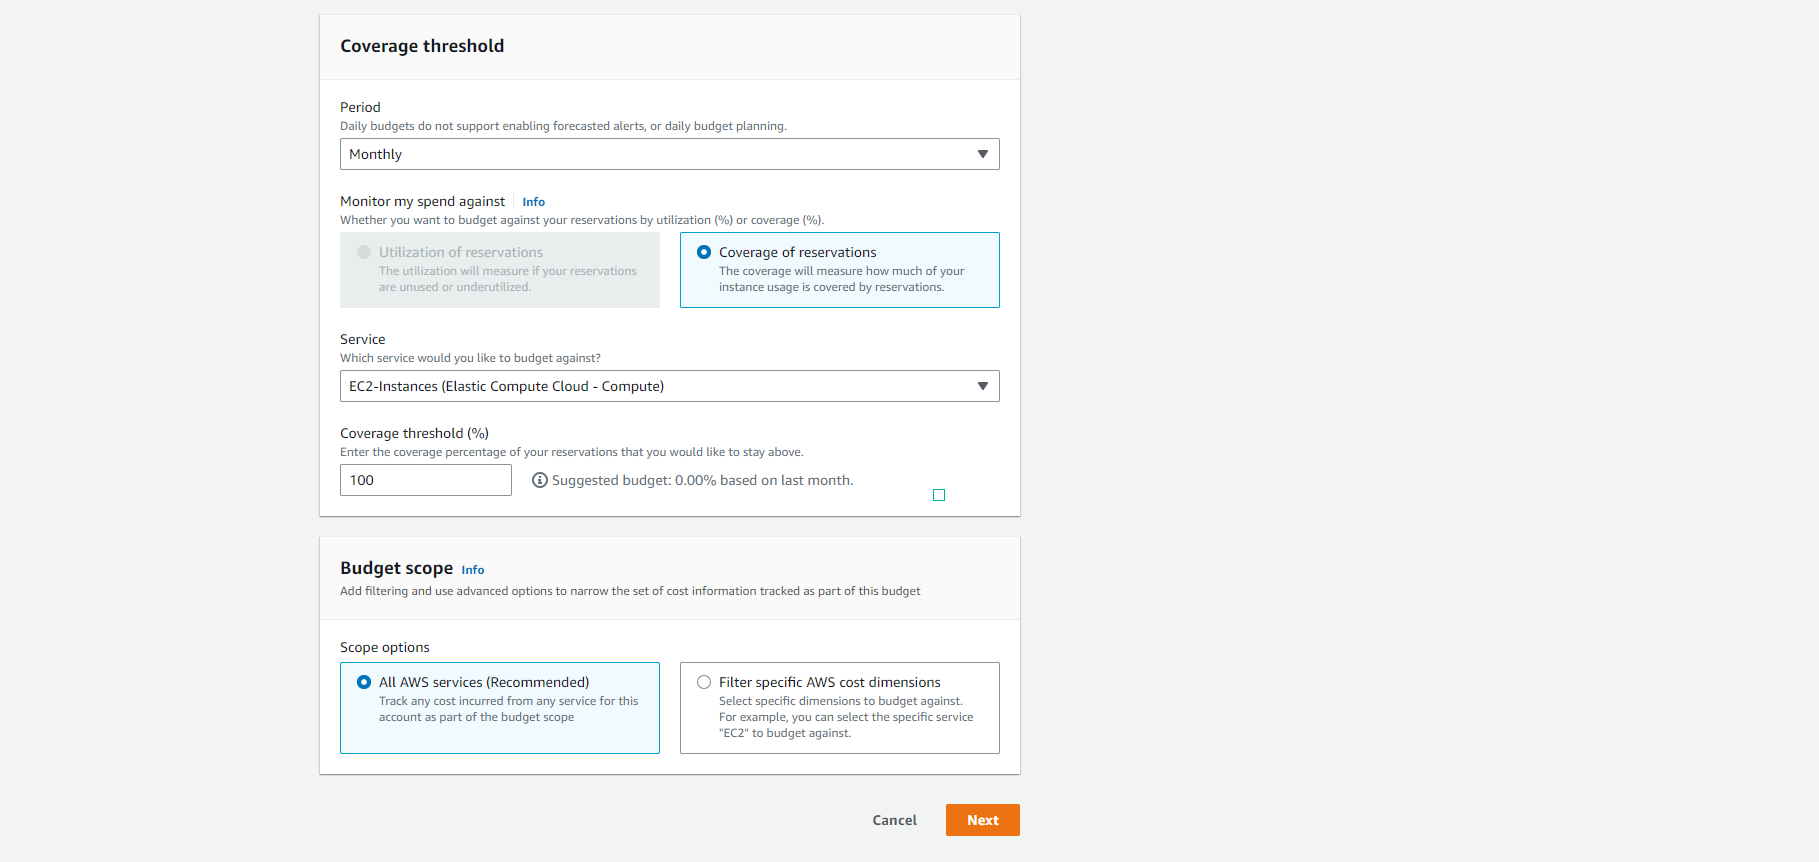 Coverage threshold
Period
Daily budgets do not support enabling forecasted alerts, or daily budget planning.
Monthly
Monitor my spend against Info
Whether you want to budget against your reservations by utilization (%) or coverage (%).
Utilization of reservations
The utilization will measure if your reservations
are unused or underutilized.
Coverage of reservations
The coverage will measure how much of your
instance usage is covered by reservations.
Service
Which service would you like to budget against?
EC2-Instances (Elastic Compute Cloud - Compute)
Coverage threshold (%)
Enter the coverage percentage of your reservations that you would like to stay above.
100 Suggested budget: 0.00% based on last month.
Budget scope Info
Add filtering and use advanced options to narrow the set of cost information tracked as part of this budget
Scope options
All AWS services (Recommended)
Track any cost incurred from any service for this
account as part of the budget scope
Filter specific AWS cost dimensions
Select specific dimensions to budget against.
For example, you can select the specific service
"EC2" to budget against.
Cancel Next